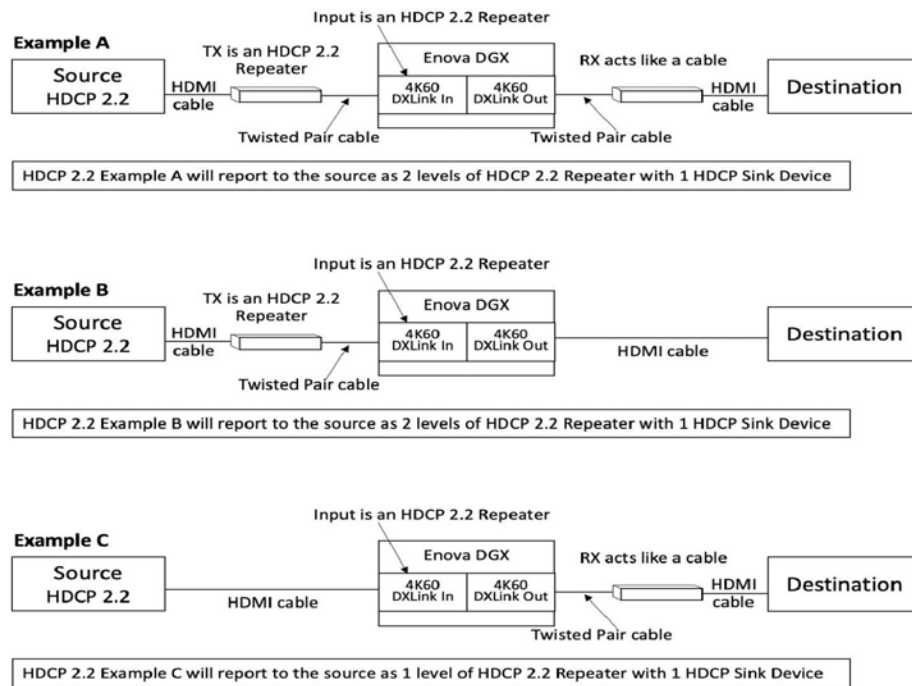 Input is an HDCP 2.2 Repeater
Example A
TX is an HDCP 2.2
Repeater
Source
HDCP 2.2
HDMI
cable
Twisted Pair cable
Enova DGX
4K60
DXLink In
4K60
DXLink Out
RX acts like a cable
Twisted Pair cable
HDMI
cable
Destination
HDCP 2.2 Example A will report to the source as 2 levels of HDCP 2.2 Repeater with 1 HDCP Sink Device
Input is an HDCP 2.2 Repeater
Example B
TX is an HDCP 2.2
Repeater
Source
HDCP 2.2
HDMI
cable
Twisted Pair cable
Enova DGX
4K60
DXLink In
4K60
DXLink Out
HDMI cable
Destination
HDCP 2.2 Example B will report to the source as 2 levels of HDCP 2.2 Repeater with 1 HDCP Sink Device
Input is an HDCP 2.2 Repeater
Example C
Source
HDCP 2.2
HDMI cable
Enova DGX
4K60
DXLink In
4K60
DXLink Out
RX acts like a cable
Twisted Pair cable
HDMI
cable
Destination
HDCP 2.2 Example C will report to the source as 1 level of HDCP 2.2 Repeater with 1 HDCP Sink Device